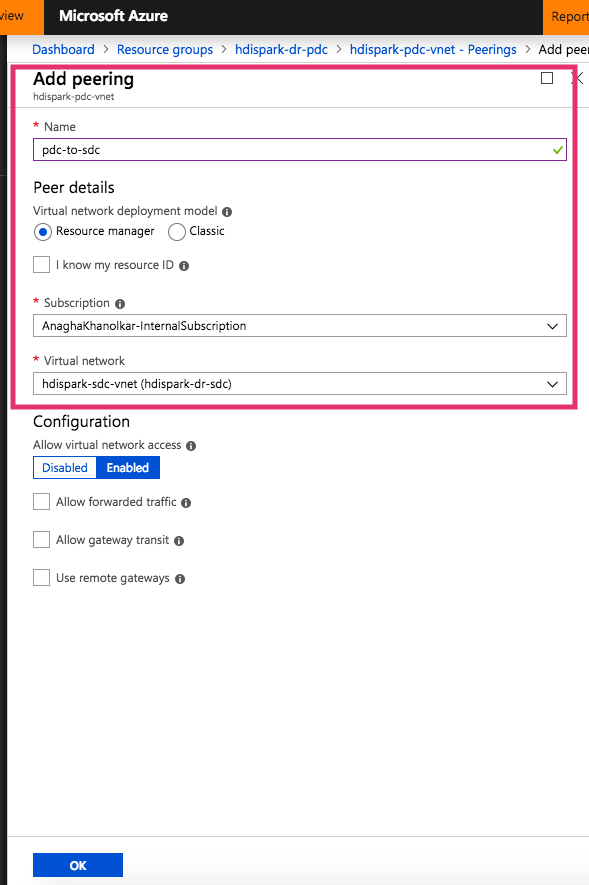 view Microsoft Azure Report
Dashboard > Resource groups > hdispark-dr-pdc > hdispark-pdc-vnet - Peerings > Add peer
Add peering
hdispark-pdc-vnet
* Name
pdc-to-sdc
Peer details
Virtual network deployment model
Resource manager Classic
I know my resource ID
* Subscription
AnaghaKhanolkar-InternalSubscription
* Virtual network
hdispark-sdc-vnet (hdispark-dr-sdc)
Configuration
Allow virtual network access
Disabled Enabled
Allow forwarded traffic
Allow gateway transit
Use remote gateways
OK